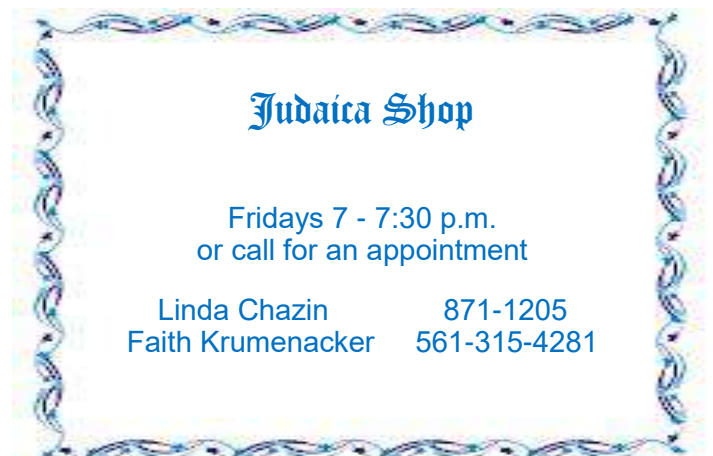 Judaica Shop
Fridays 7 - 7:30 p.m.
or call for an appointment
Linda Chazin 871-1205
Faith Krumenacker 561-315-4281